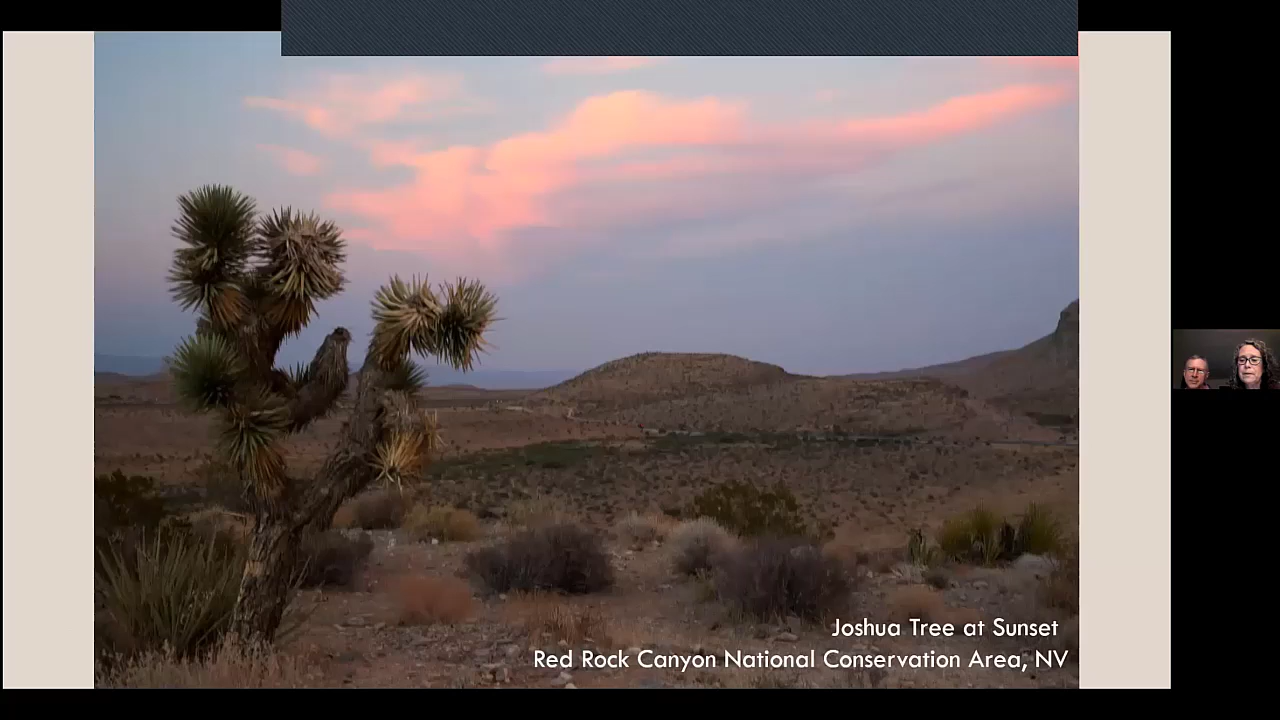 Joshua Tree at Sunset
Red Rock Canyon National Conservation Area, NV